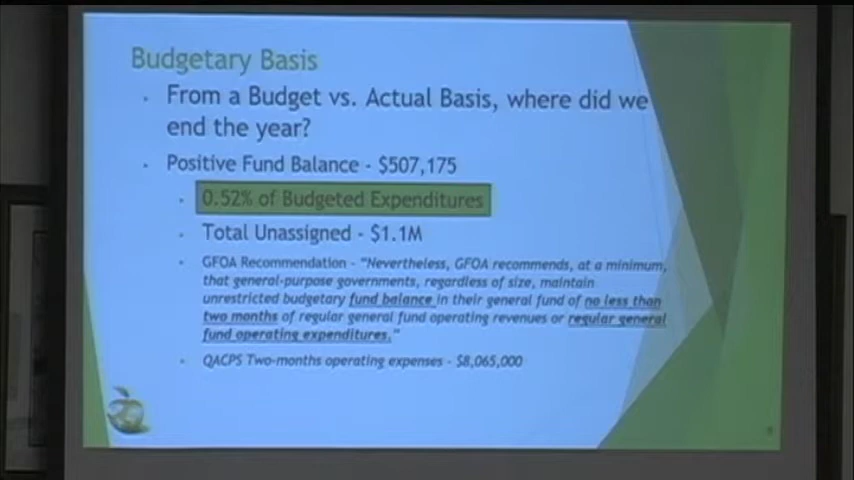 Budgetary Basis
From a Budget vs. Actual Basis, where did we
end the year?
Positive Fund Balance - $507,175
0.52% of Budgeted Expenditures
Total Unassigned - $1.1M
GFOA Recommendation - "Nevertheless, GFOA recommends, at a minimum,
that general-purpose governments, regardless of size, maintain
unrestricted budgetary fund balance in their general fund of no less than
two months of regular general fund operating revenues or regular general
fund operating expenditures."
QACPS Two-months operating expenses - $8,065,000